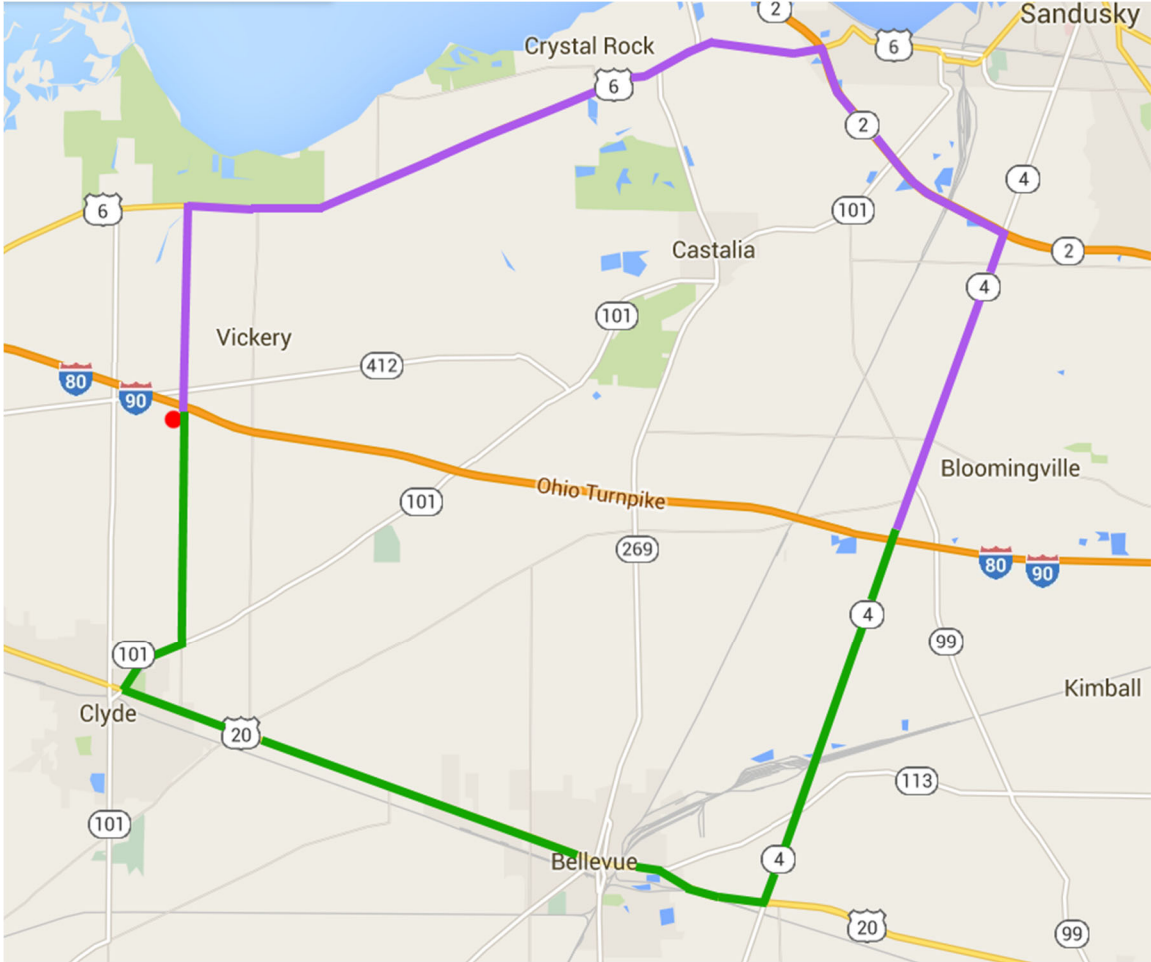 2
Sandusky
Crystal Rock
6
6
2
4
6
101
2
Castalia
4
101
Vickery
412
80
90
Bloomingville
Ohio Turnpike
101
269
80
90
4
99
101
Kimball
Clyde
20
113
101
4
Bellevue
20
99